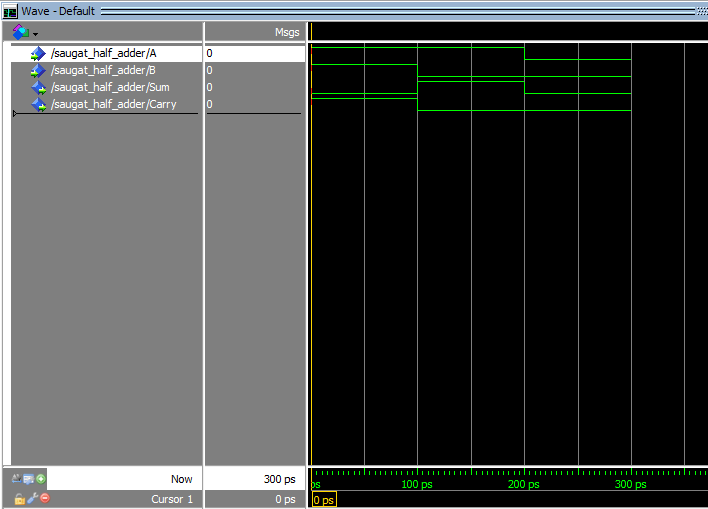 Wave - Default
Msgs
/saugat_half_adder/A 0
/saugat_half_adder/B 0
/saugat_half_adder/Sum 0
/saugat_half_adder/Carry 0
Now 300 ps
ps 100 ps 200 ps 300 ps
Cursor 1 0 ps 0 ps